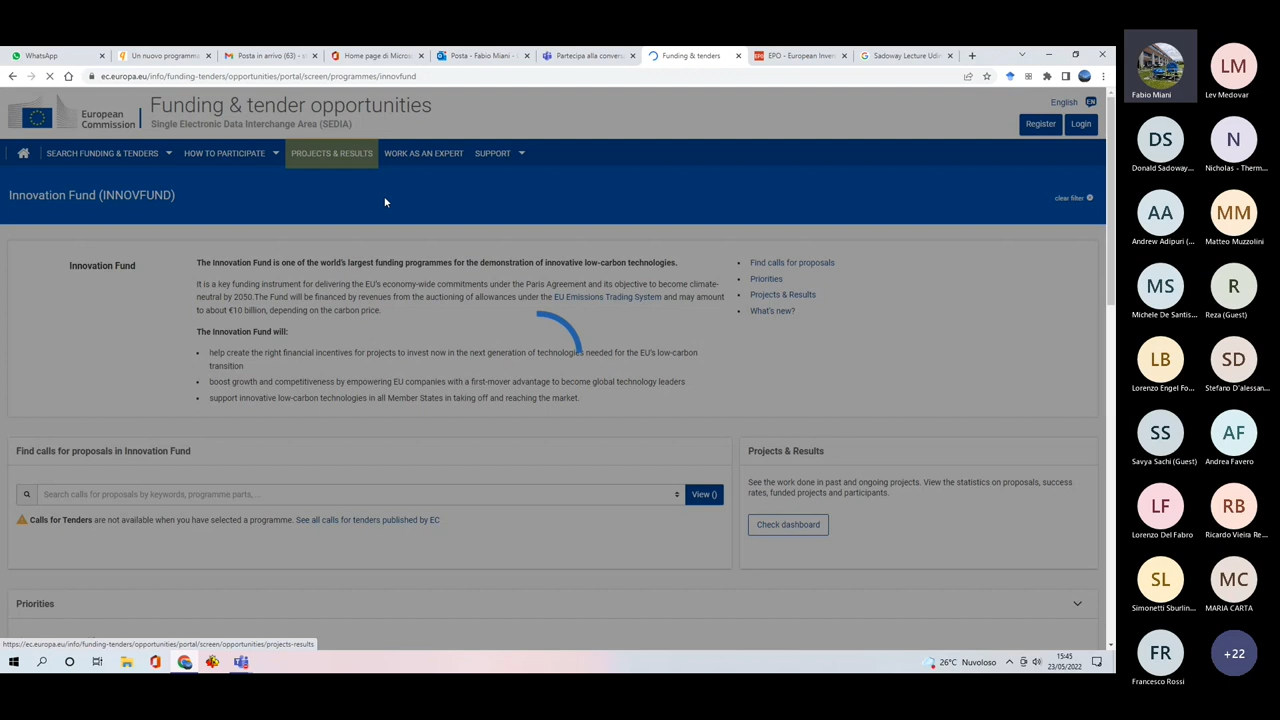 WhatsApp
Un nuovo programma
Posta in arrivo (63) - s
Home page di Micros
Posta - Fabio Miani -
Partecipa alla convers
Funding & tenders
EPO - European Inven
Sadoway Lecture Udin
ec.europa.eu/info/funding-tenders/opportunities/portal/screen/programmes/innovfund
European
Commission
Funding & tender opportunities
Single Electronic Data Interchange Area (SEDIA)
English EN
Register
Login
SEARCH FUNDING & TENDERS
HOW TO PARTICIPATE
PROJECTS & RESULTS
WORK AS AN EXPERT
SUPPORT
Innovation Fund (INNOVFUND)
clear filter
Innovation Fund
The Innovation Fund is one of the world's largest funding programmes for the demonstration of innovative low-carbon technologies.
It is a key funding instrument for delivering the EU's economy-wide commitments under the Paris Agreement and its objective to become climate-
neutral by 2050.The Fund will be financed by revenues from the auctioning of allowances under the EU Emissions Trading System and may amount
to about €10 billion, depending on the carbon price.
The Innovation Fund will:
help create the right financial incentives for projects to invest now in the next generation of technologies needed for the EU's low-carbon
transition
boost growth and competitiveness by empowering EU companies with a first-mover advantage to become global technology leaders
support innovative low-carbon technologies in all Member States in taking off and reaching the market.
Find calls for proposals
Priorities
Projects & Results
What's new?
Find calls for proposals in Innovation Fund
Search calls for proposals by keywords, programme parts, ...
View ()
Calls for Tenders are not available when you have selected a programme. See all calls for tenders published by EC
Projects & Results
See the work done in past and ongoing projects. View the statistics on proposals, success
rates, funded projects and participants.
Check dashboard
Priorities
https://ec.europa.eu/info/funding-tenders/opportunities/portal/screen/opportunities/projects-results
26°C Nuvoloso
15:45
23/05/2022
Fabio Miani
LM
Lev Medovar
DS
Donald Sadoway...
N
Nicholas - Therm...
AA
Andrew Adipuri (...
MM
Matteo Muzzolini
MS
Michele De Santis...
R
Reza (Guest)
LB
Lorenzo Engel Fo...
SD
Stefano D'alessan...
SS
Savya Sachi (Guest)
AF
Andrea Favero
LF
Lorenzo Del Fabro
RB
Ricardo Vieira Re...
SL
Simonetti Sburlin...
MC
MARIA CARTA
FR
Francesco Rossi
+22